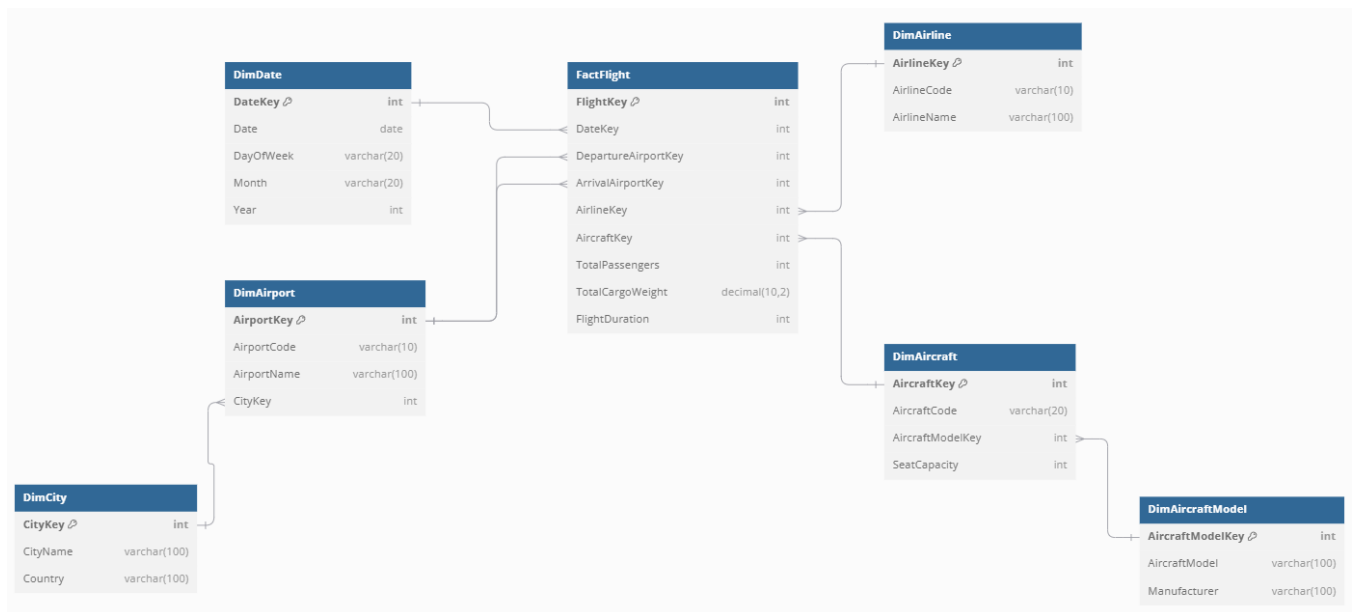 DimDate
DateKey int
Date date
DayOfWeek varchar(20)
Month varchar(20)
Year int
FactFlight
FlightKey int
DateKey int
DepartureAirportKey int
ArrivalAirportKey int
AirlineKey int
AircraftKey int
TotalPassengers int
TotalCargoWeight decimal(10,2)
FlightDuration int
DimAirline
AirlineKey int
AirlineCode varchar(10)
AirlineName varchar(100)
DimAirport
AirportKey int
AirportCode varchar(10)
AirportName varchar(100)
CityKey int
DimAircraft
AircraftKey int
AircraftCode varchar(20)
AircraftModelKey int
SeatCapacity int
DimCity
CityKey int
CityName varchar(100)
Country varchar(100)
DimAircraftModel
AircraftModelKey int
AircraftModel varchar(100)
Manufacturer varchar(100)